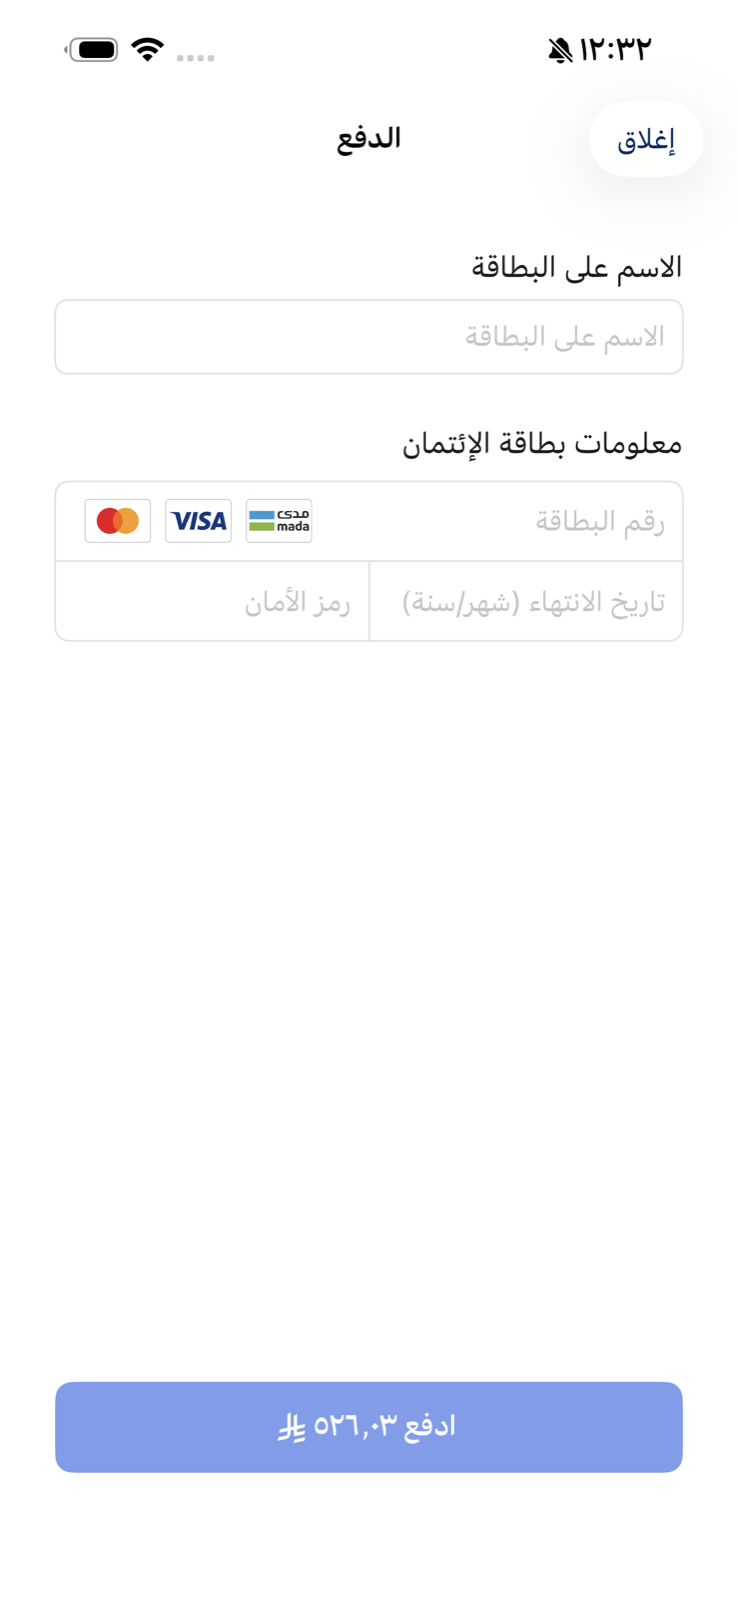 ١٢:٣٢
إغلاق
الدفع
الاسم على البطاقة
الاسم على البطاقة
معلومات بطاقة الإئتمان
رقم البطاقة
مدى
mada
VISA
تاريخ الانتهاء (شهر/سنة)
رمز الأمان
ادفع ٥٢٦,٠٣ ⃁